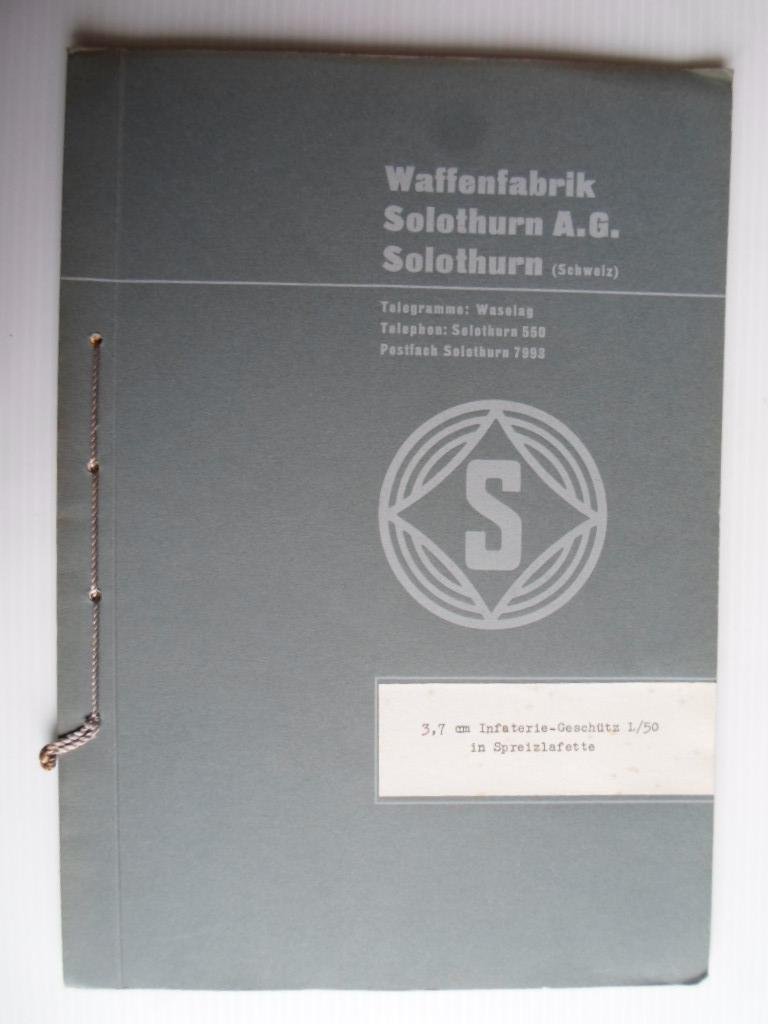 Waffenfabrik
Solothurn A.G.
Solothurn (Schweiz)
Telegramme: Waselag
Telephon: Solothurn 550
Postfach Solothurn 7993
S
3,7 cm Infaterie-Geschütz L/50
in Spreizlafette